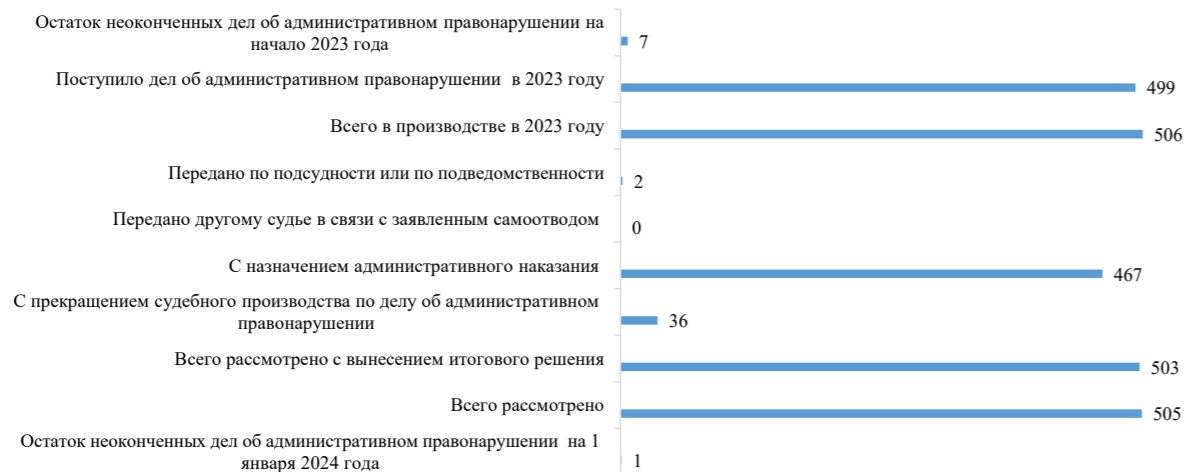 Остаток неоконченных дел об административном правонарушении на
начало 2023 года
7
Поступило дел об административном правонарушении в 2023 году
499
Всего в производстве в 2023 году
506
Передано по подсудности или по подведомственности
2
Передано другому судье в связи с заявленным самоотводом
0
С назначением административного наказания
467
С прекращением судебного производства по делу об административном
правонарушении
36
Всего рассмотрено с вынесением итогового решения
503
Всего рассмотрено
505
Остаток неоконченных дел об административном правонарушении на 1
января 2024 года
1